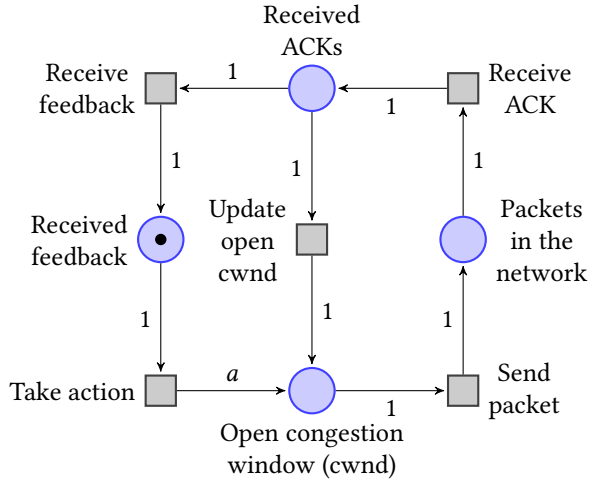 Received
ACKs
Receive
feedback
1
1
Receive
ACK
1
1
1
Received
feedback
Update
open
cwnd
Packets
in the
network
1
1
1
Take action
a
1
Send
packet
Open congestion
window (cwnd)